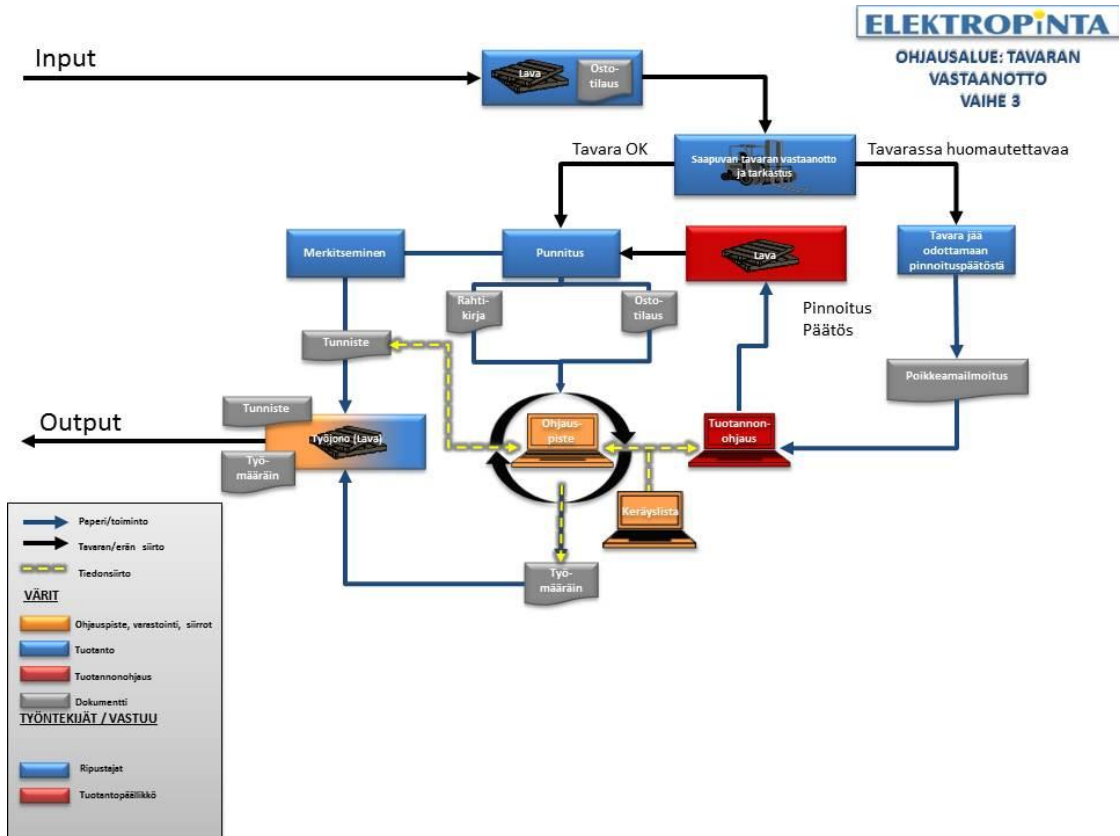 ELEKTROPiNTA
OHJAUSALUE: TAVARAN
VASTAANOTTO
VAIHE 3
Input
Lava
Osto-
tilaus
Tavara OK
Saapuvan tavaran vastaanotto
ja tarkastus
Tavarassa huomautettavaa
Merkitseminen
Punnitus
Lava
Tavara jää
odottamaan
pinnoituspäätöstä
Rahti-
kirja
Osto-
tilaus
Pinnoitus
Päätös
Tunniste
Poikkeamailmoitus
Tunniste
Output
Työjono (Lava)
Ohjaus-
piste
Tuotannon-
ohjaus
Työ-
määräin
Keräyslista
Työ-
määräin
Paperi/toiminto
Tavaran/erän siirto
Tiedonsiirto
VÄRIT
Ohjauspiste, varastointi, siirrot
Tuotanto
Tuotannonohjaus
Dokumentti
TYÖNTEKIJÄT / VASTUU
Ripustajat
Tuotantopäällikkö